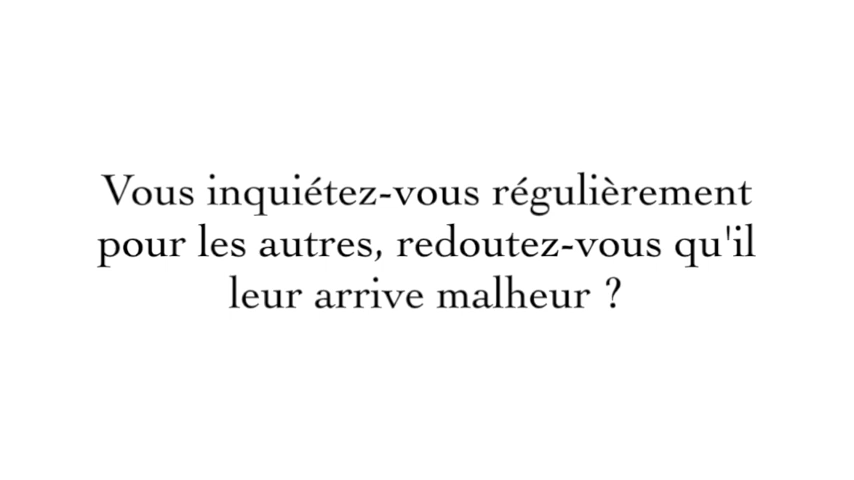 Vous inquiétez-vous régulièrement
pour les autres, redoutez-vous qu'il
leur arrive malheur ?